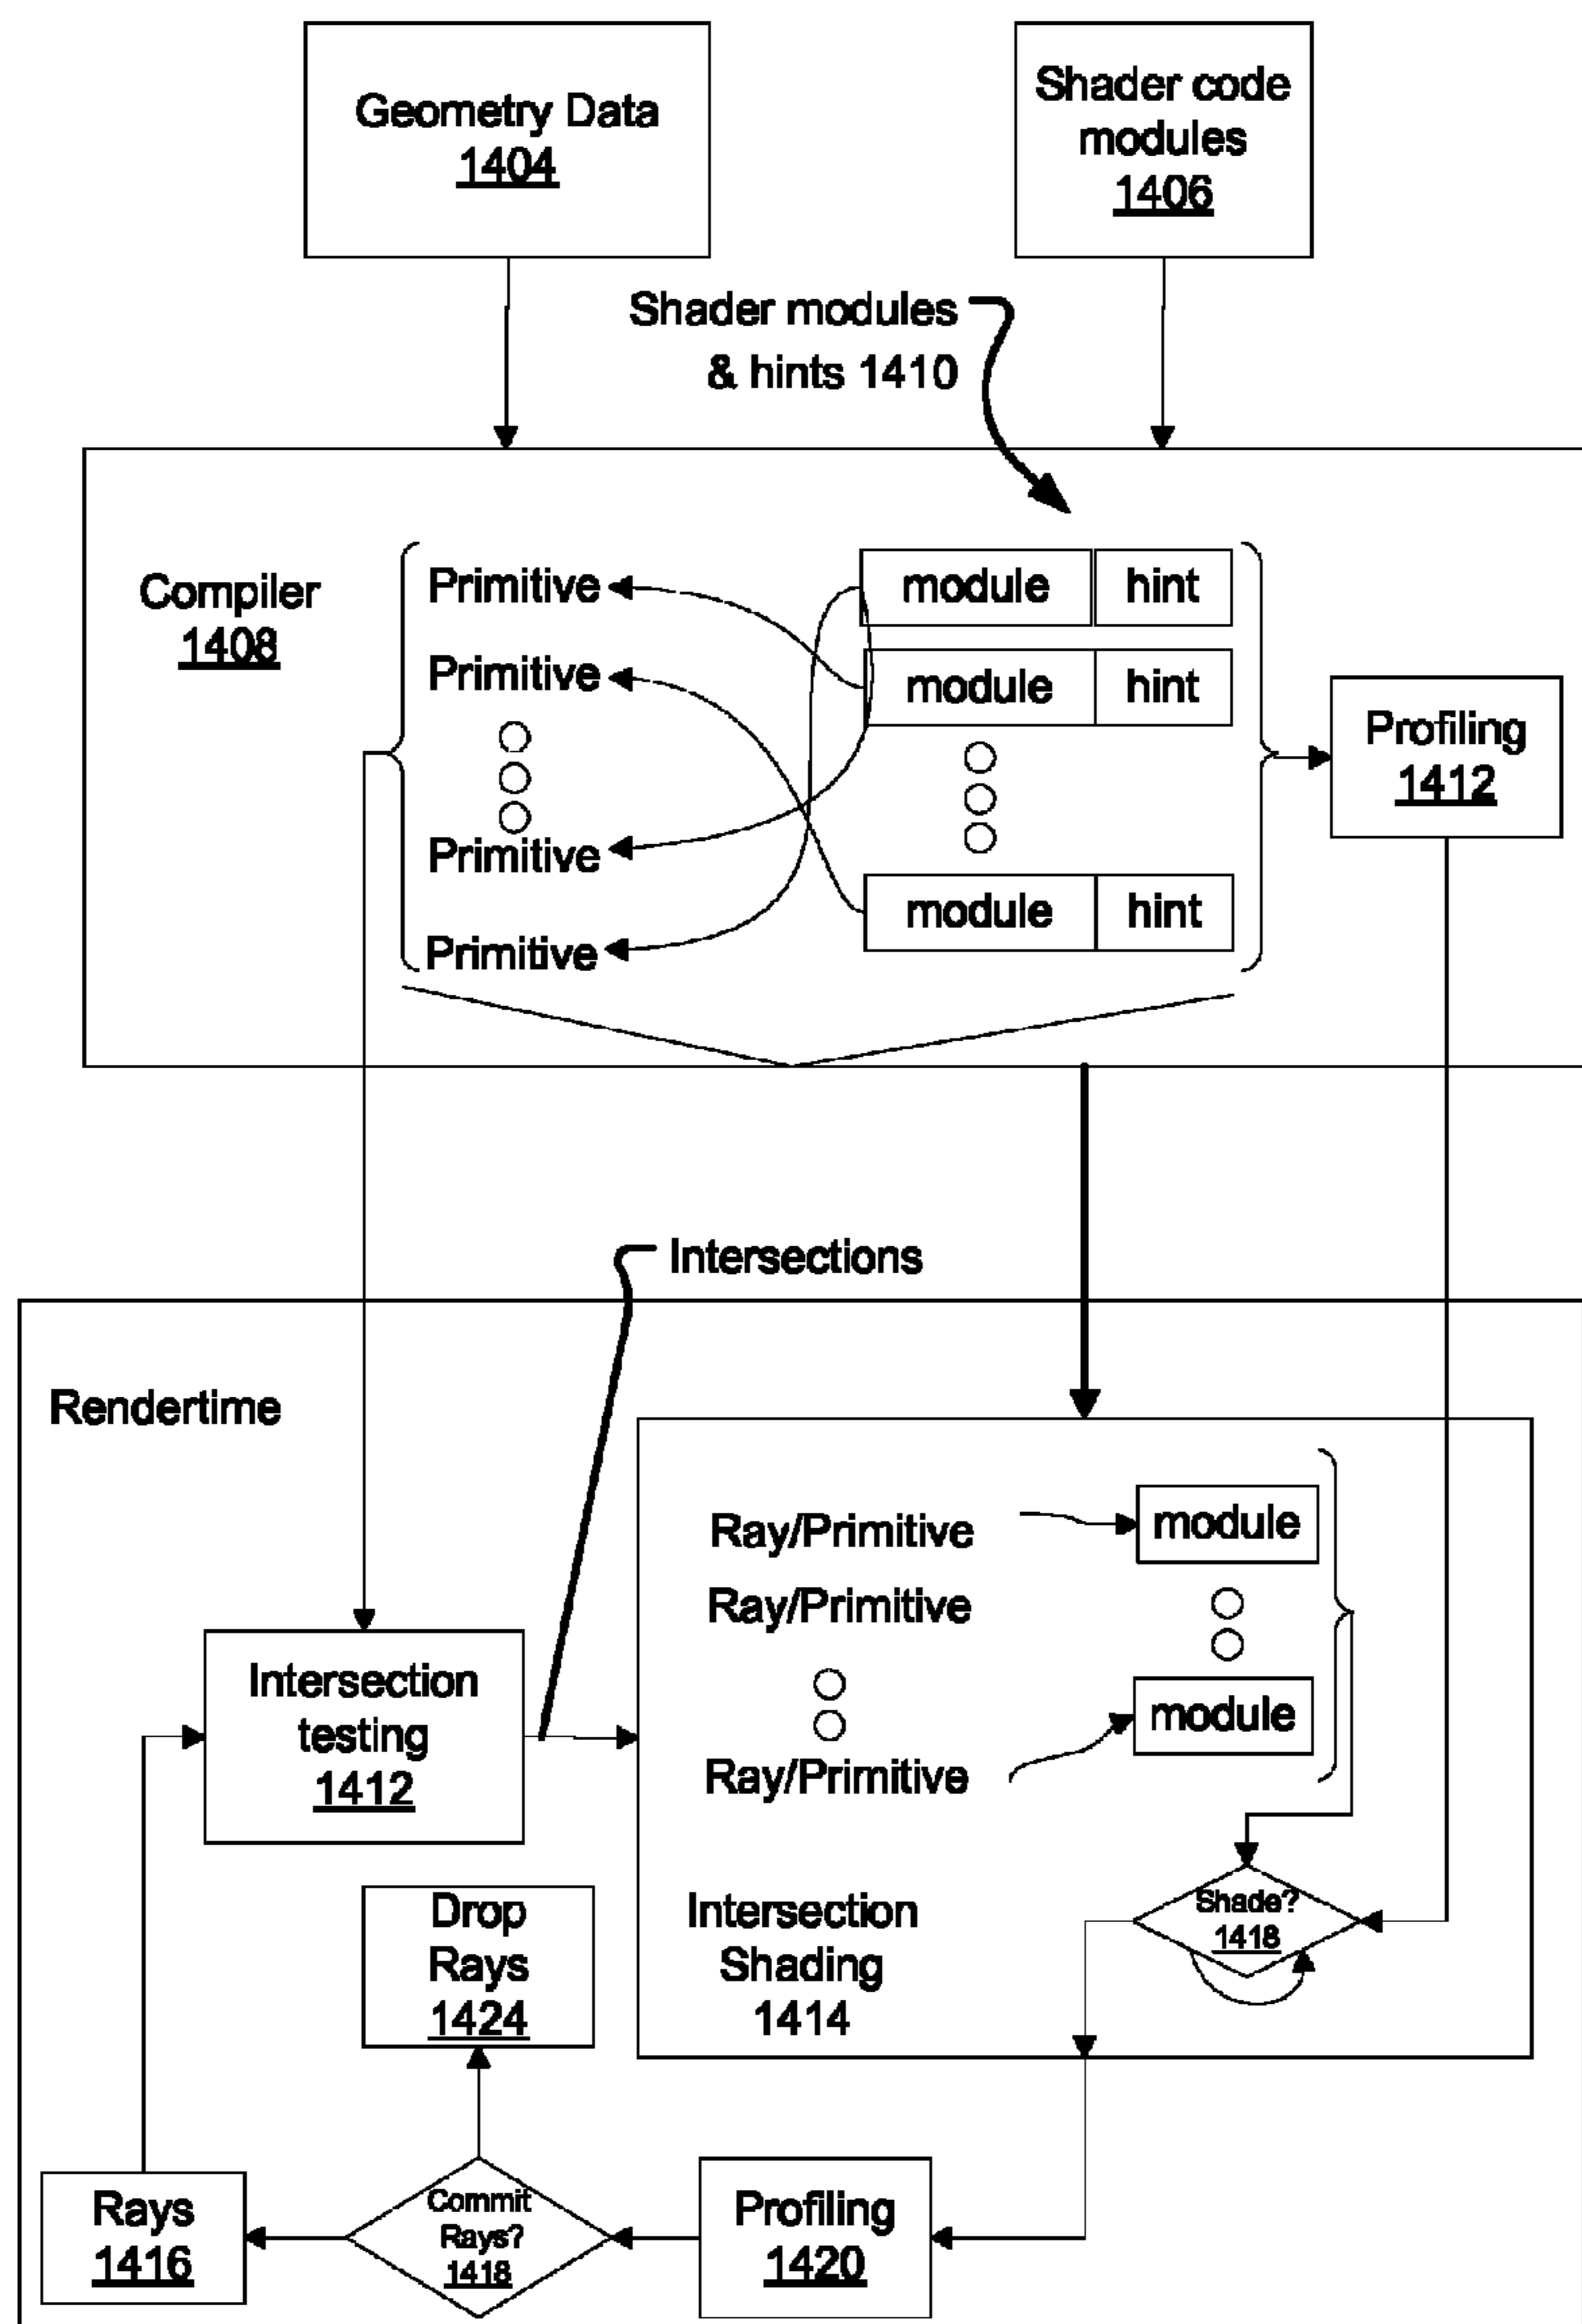 Geometry Data
1404
Shader code
modules
1406
Shader modules
& hints 1410
Compiler
1408
Primitive
Primitive
Primitive
Primitive
module hint
module hint
module hint
Profiling
1412
Intersections
Rendertime
Ray/Primitive
Ray/Primitive
Ray/Primitive
module
module
Intersection
testing
1412
Shade?
1418
Intersection
Shading
1414
Drop
Rays
1424
Rays
1416
Commit
Rays?
1418
Profiling
1420